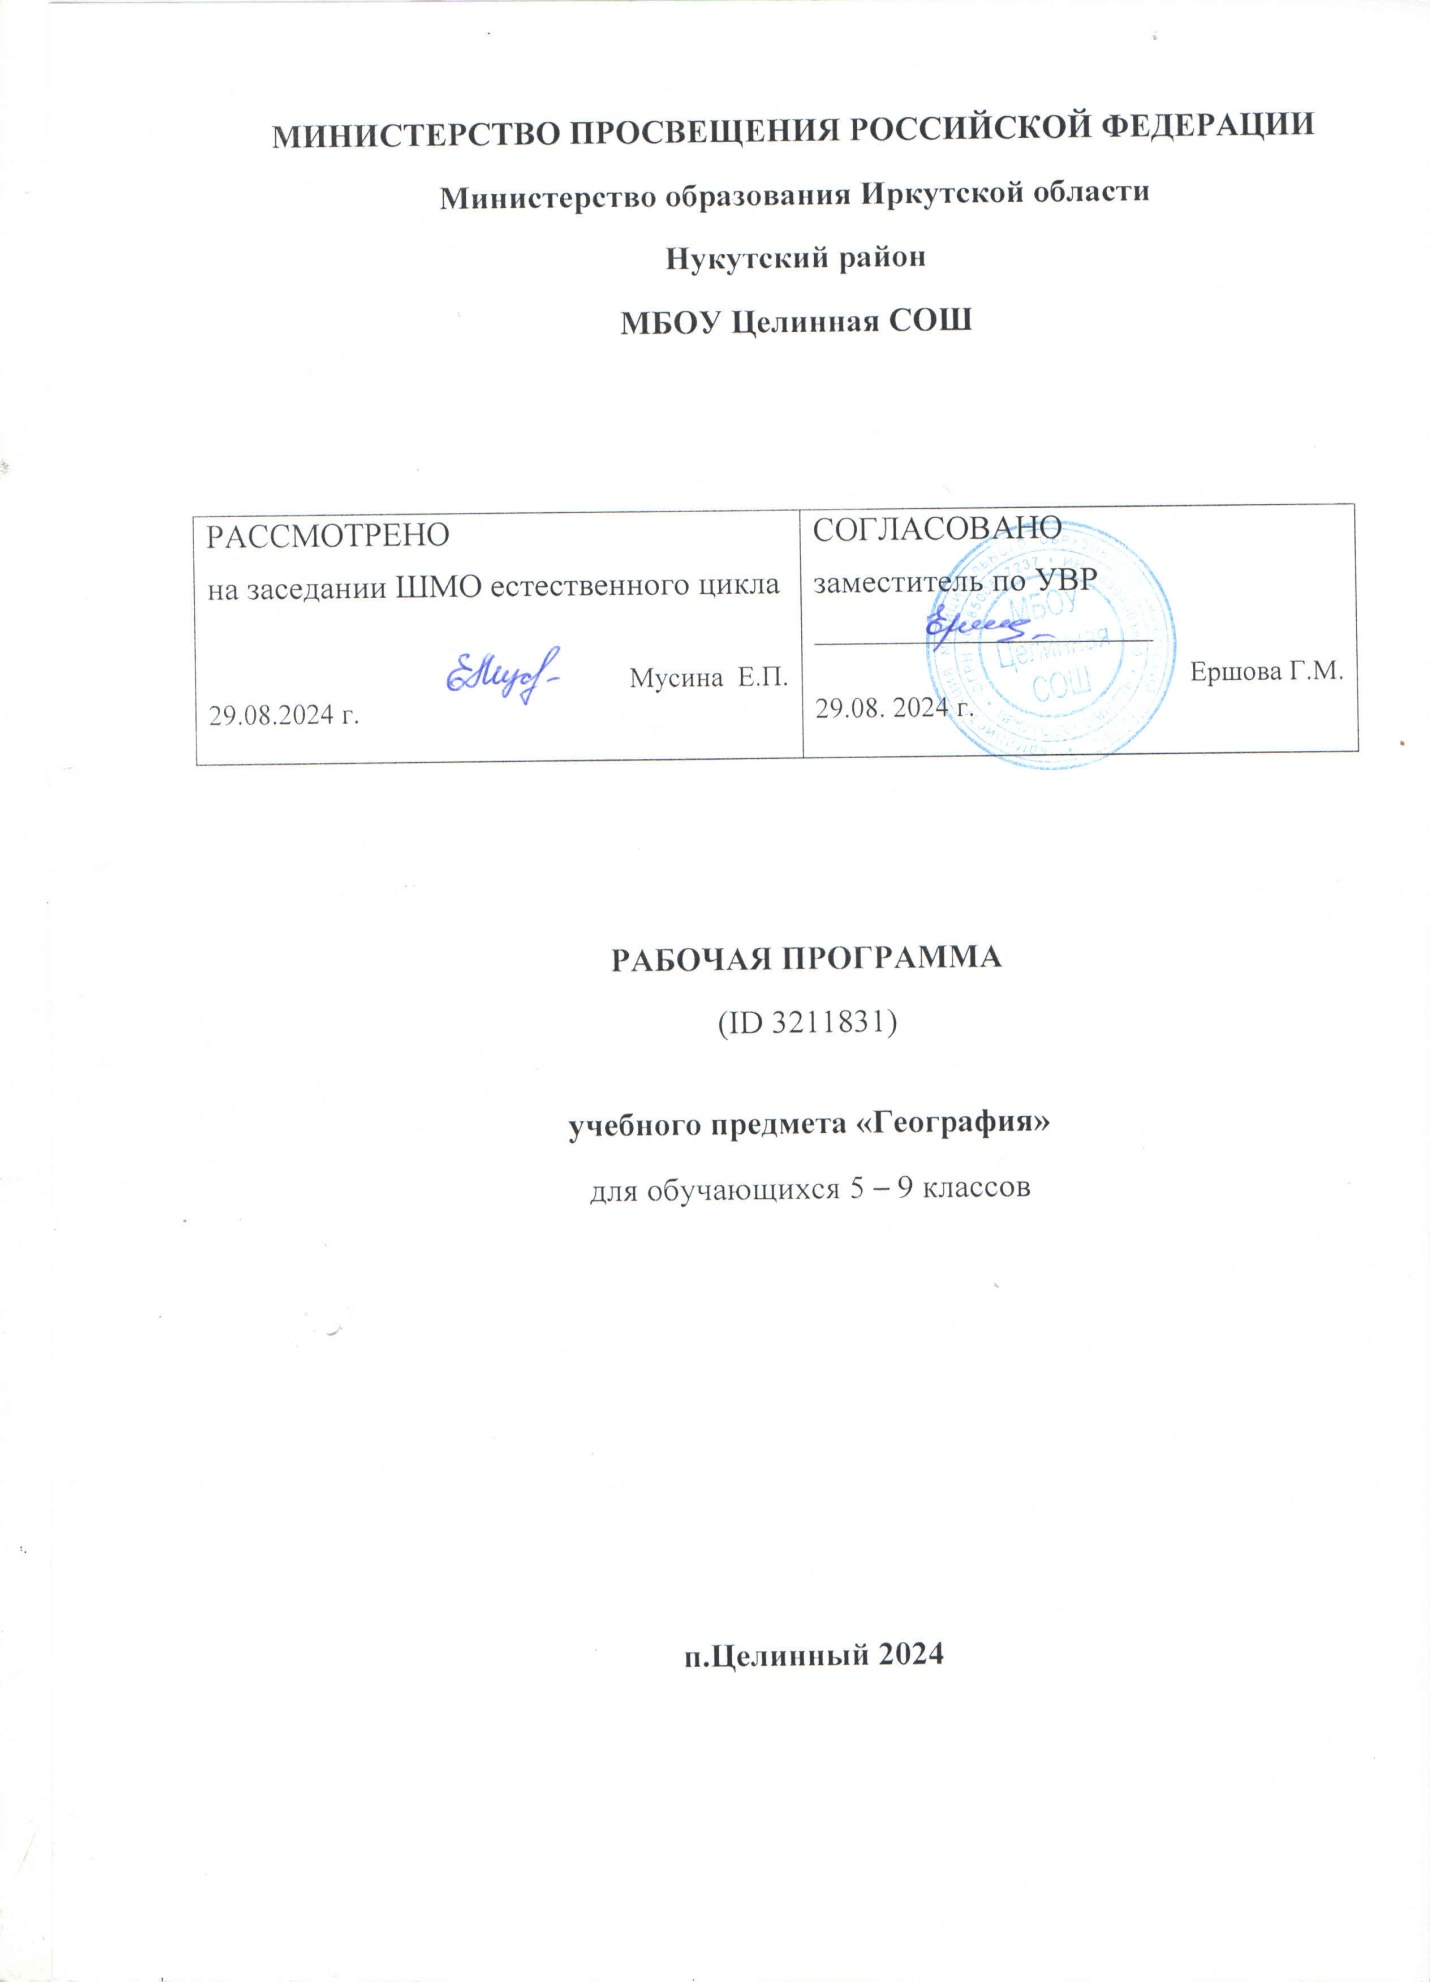 МИНИСТЕРСТВО ПРОСВЕЩЕНИЯ РОССИЙСКОЙ ФЕДЕРАЦИИ
Министерство образования Иркутской области
Нукутский район
МБОУ Целинная СОШ
РАССМОТРЕНО
на заседании ШМО естественного цикла
Мусина Е.П.
29.08.2024 г.
СОГЛАСОВАНО
заместитель по УВР
Ершова Г.М.
29.08. 2024 г.
МБОУ
Целинная
СОШ
РАБОЧАЯ ПРОГРАММА
(ID 3211831)
учебного предмета «География»
для обучающихся 5 – 9 классов
п.Целинный 2024